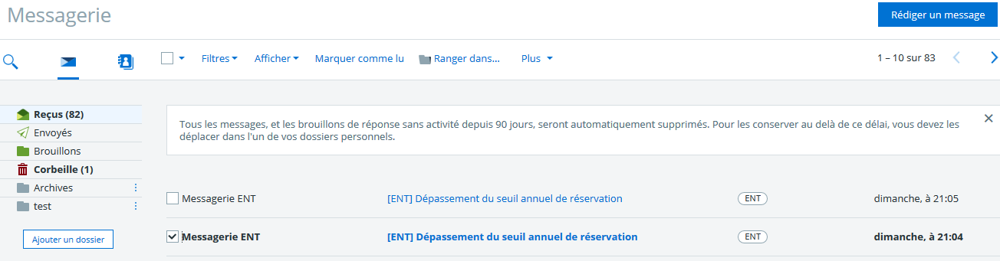 Messagerie
Rédiger un message
Filtres
Afficher
Marquer comme lu
Ranger dans...
Plus
1 – 10 sur 83
Reçus (82)
Envoyés
Brouillons
Corbeille (1)
Archives
test
Ajouter un dossier
Tous les messages, et les brouillons de réponse sans activité depuis 90 jours, seront automatiquement supprimés. Pour les conserver au delà de ce délai, vous devez les
déplacer dans l'un de vos dossiers personnels.
Messagerie ENT [ENT] Dépassement du seuil annuel de réservation ENT dimanche, à 21:05
Messagerie ENT [ENT] Dépassement du seuil annuel de réservation ENT dimanche, à 21:04